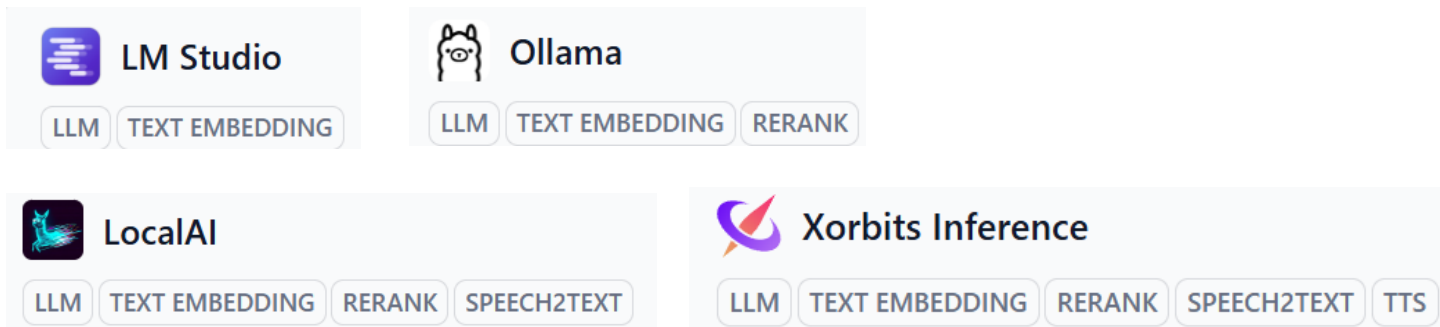 LM Studio
LLM TEXT EMBEDDING
Ollama
LLM TEXT EMBEDDING RERANK
LocalAI
LLM TEXT EMBEDDING RERANK SPEECH2TEXT
Xorbits Inference
LLM TEXT EMBEDDING RERANK SPEECH2TEXT TTS